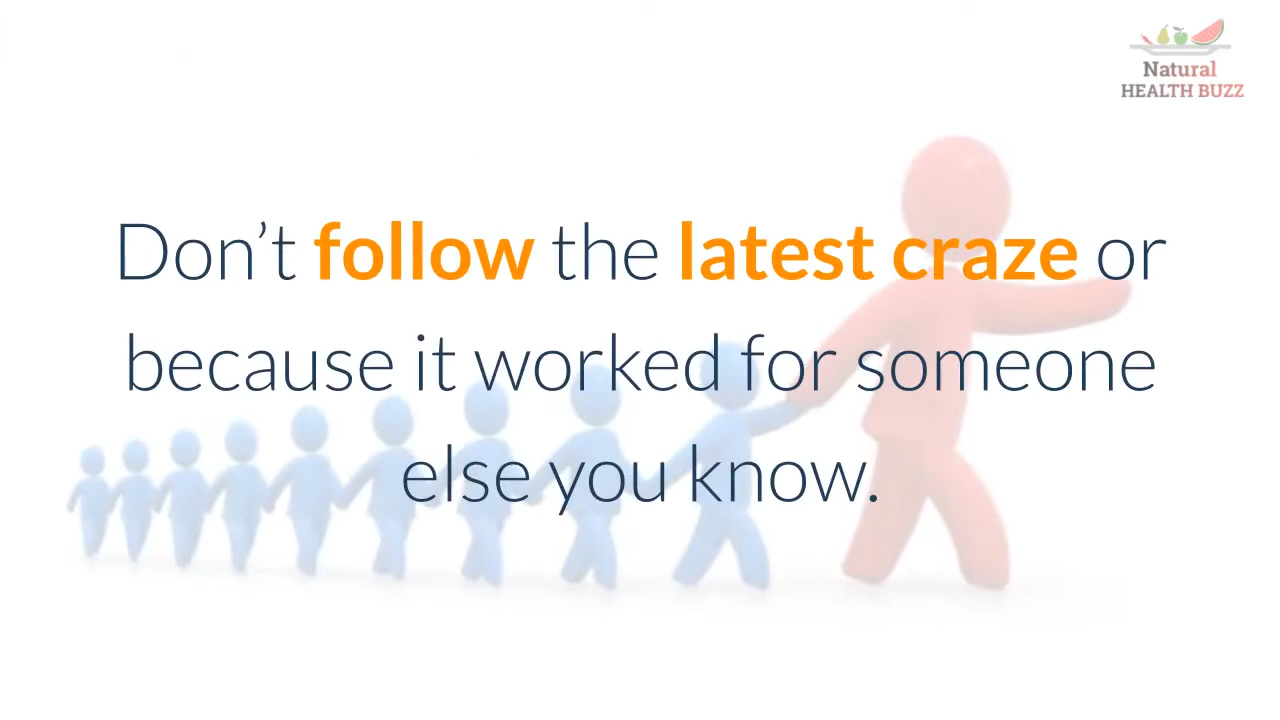 Natural
HEALTH BUZZ
Don’t follow the latest craze or
because it worked for someone
else you know.